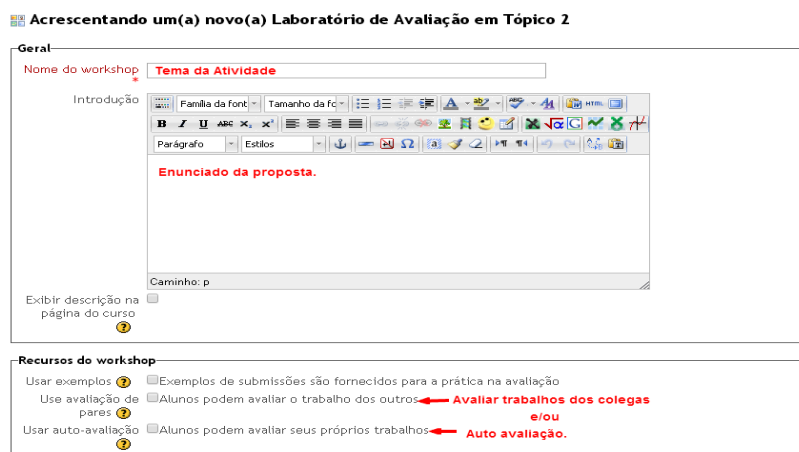 Acrescentando um(a) novo(a) Laboratório de Avaliação em Tópico 2
Geral
Nome do workshop
*
Tema da Atividade
Introdução
Família da font
Tamanho da fo
HTML
B I U ABC X₂ X²
Parágrafo
Estilos
Enunciado da proposta.
Caminho: p
Exibir descrição na
página do curso
?
Recursos do workshop
Usar exemplos ? Exemplos de submissões são fornecidos para a prática na avaliação
Use avaliação de
pares ?
Alunos podem avaliar o trabalho dos outros
Avaliar trabalhos dos colegas
e/ou
Usar auto-avaliação
?
Alunos podem avaliar seus próprios trabalhos
Auto avaliação.